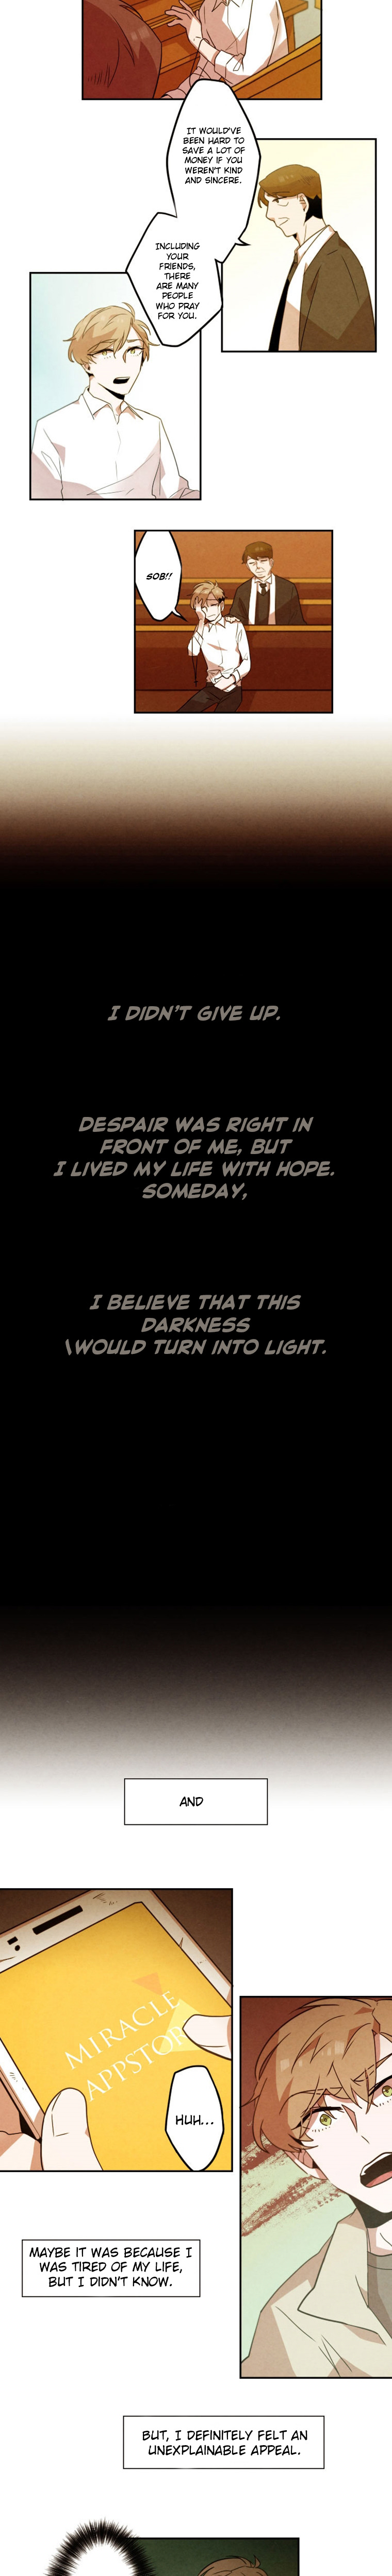 IT WOULD'VE
BEEN HARD TO
SAVE A LOT OF
MONEY IF YOU
WEREN'T KIND
AND SINCERE.
INCLUDING
YOUR
FRIENDS,
THERE
ARE MANY
PEOPLE
WHO PRAY
FOR YOU.
SOB!!
I DIDN'T GIVE UP.
DESPAIR WAS RIGHT IN
FRONT OF ME, BUT
I LIVED MY LIFE WITH HOPE.
SOMEDAY,
I BELIEVE THAT THIS
DARKNESS
\WOULD TURN INTO LIGHT.
AND
MIRACLE
APPSTOP
HUH...
MAYBE IT WAS BECAUSE I
WAS TIRED OF MY LIFE,
BUT I DIDN'T KNOW.
BUT, I DEFINITELY FELT AN
UNEXPLAINABLE APPEAL.